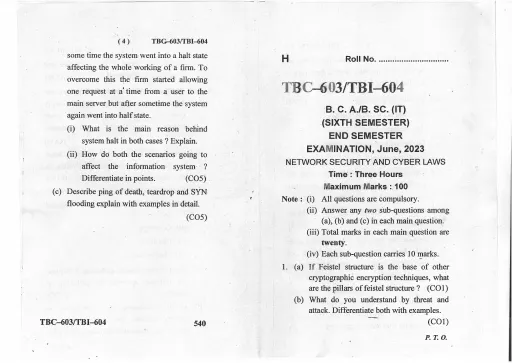 ( 4 ) TBC-603/TBI-604
some time the system went into a halt state
affecting the whole working of a firm. To
overcome this the firm started allowing
one request at a time from a user to the
main server but after sometime the system
again went into half state.
(i) What is the main reason behind
system halt in both cases ? Explain.
(ii) How do both the scenarios going to
affect the information system ?
Differentiate in points. (CO5)
(c) Describe ping of death, teardrop and SYN
flooding explain with examples in detail.
(CO5)
TBC-603/TBI-604 540
H Roll No. ..............................
TBC-603/TBI-604
B. C. A./B. SC. (IT)
(SIXTH SEMESTER)
END SEMESTER
EXAMINATION, June, 2023
NETWORK SECURITY AND CYBER LAWS
Time : Three Hours
Maximum Marks : 100
Note : (i) All questions are compulsory.
(ii) Answer any two sub-questions among
(a), (b) and (c) in each main question.
(iii) Total marks in each main question are
twenty.
(iv) Each sub-question carries 10 marks.
1. (a) If Feistel structure is the base of other
cryptographic encryption techniques, what
are the pillars of feistel structure ? (CO1)
(b) What do you understand by threat and
attack. Differentiate both with examples.
(CO1)
P. T. O.